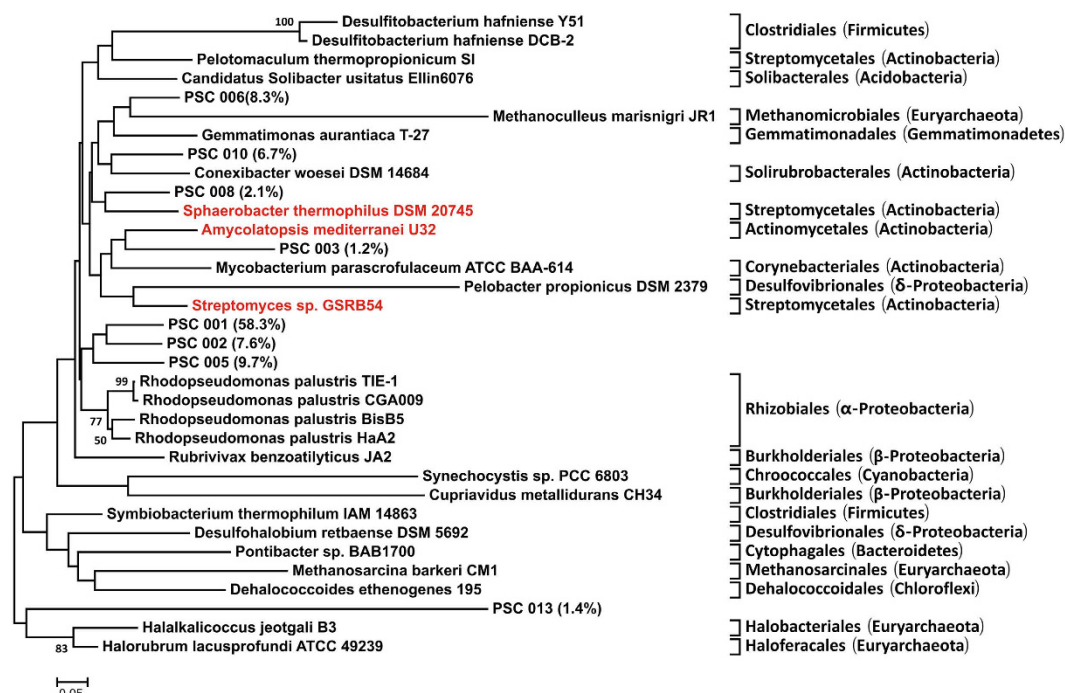 100
Desulfitobacterium hafniense Y51
Desulfitobacterium hafniense DCB-2
Clostridiales (Firmicutes)
Pelotomaculum thermopropionicum SI
Streptomycetales (Actinobacteria)
Candidatus Solibacter usitatus Ellin6076
Solibacterales (Acidobacteria)
PSC 006(8.3%)
Methanoculleus marisnigri JR1
Methanomicrobiales (Euryarchaeota)
Gemmatimonas aurantiaca T-27
Gemmatimonadales (Gemmatimonadetes)
PSC 010 (6.7%)
Conexibacter woesei DSM 14684
Solirubrobacterales (Actinobacteria)
PSC 008 (2.1%)
Sphaerobacter thermophilus DSM 20745
Streptomycetales (Actinobacteria)
Amycolatopsis mediterranei U32
Actinomycetales (Actinobacteria)
PSC 003 (1.2%)
Mycobacterium parascrofulaceum ATCC BAA-614
Corynebacteriales (Actinobacteria)
Pelobacter propionicus DSM 2379
Desulfovibrionales (δ-Proteobacteria)
Streptomyces sp. GSRB54
Streptomycetales (Actinobacteria)
PSC 001 (58.3%)
PSC 002 (7.6%)
PSC 005 (9.7%)
99
Rhodopseudomonas palustris TIE-1
Rhodopseudomonas palustris CGA009
77
Rhodopseudomonas palustris BisB5
50
Rhodopseudomonas palustris HaA2
Rhizobiales (α-Proteobacteria)
Rubrivivax benzoatilyticus JA2
Burkholderiales (β-Proteobacteria)
Synechocystis sp. PCC 6803
Chroococcales (Cyanobacteria)
Cupriavidus metallidurans CH34
Burkholderiales (β-Proteobacteria)
Symbiobacterium thermophilum IAM 14863
Clostridiales (Firmicutes)
Desulfohalobium retbaense DSM 5692
Desulfovibrionales (δ-Proteobacteria)
Pontibacter sp. BAB1700
Cytophagales (Bacteroidetes)
Methanosarcina barkeri CM1
Methanosarcinales (Euryarchaeota)
Dehalococcoides ethenogenes 195
Dehalococcoidales (Chloroflexi)
PSC 013 (1.4%)
Halalkalicoccus jeotgali B3
Halobacteriales (Euryarchaeota)
83
Halorubrum lacusprofundi ATCC 49239
Haloferacales (Euryarchaeota)
0.05